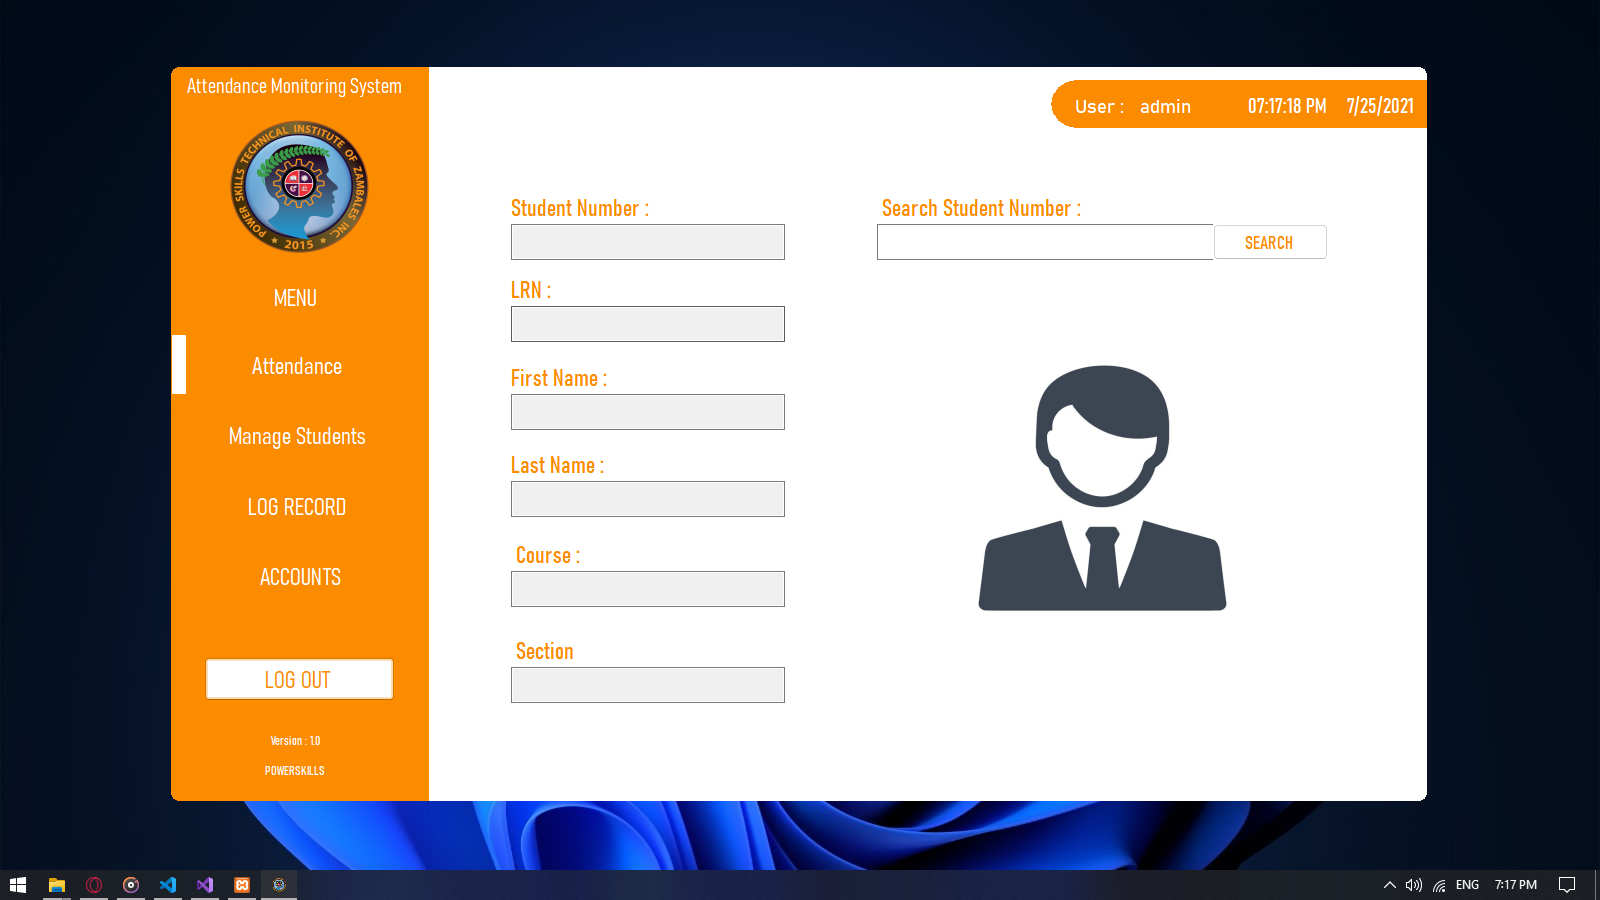 Attendance Monitoring System
POWER SKILLS TECHNICAL INSTITUTE OF ZAMBALES INC.
★ 2015 ★
MENU
Attendance
Manage Students
LOG RECORD
ACCOUNTS
LOG OUT
Version : 1.0
POWERSKILLS
User : admin 07:17:18 PM 7/25/2021
Student Number :
LRN :
First Name :
Last Name :
Course :
Section
Search Student Number :
SEARCH
ENG 7:17 PM